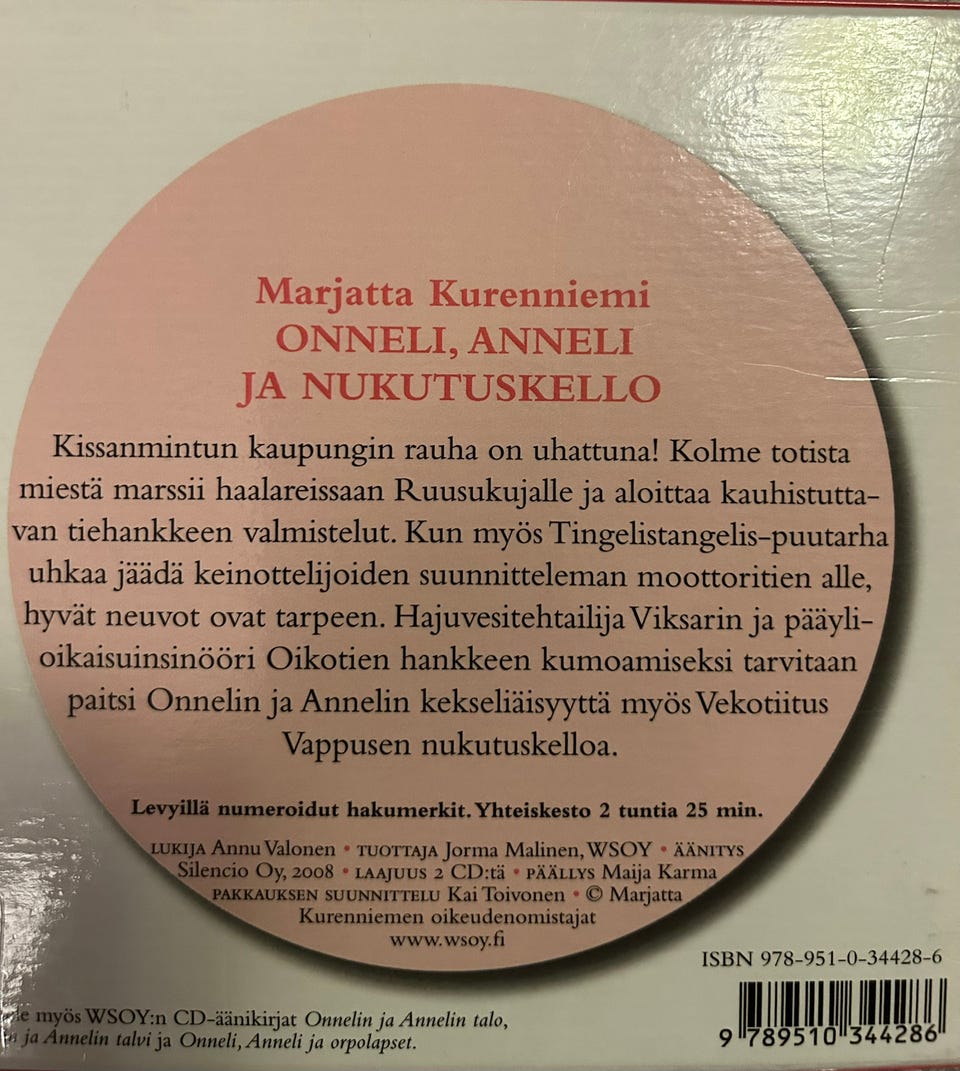 Marjatta Kurenniemi
ONNELI, ANNELI
JA NUKUTUSKELLO
Kissanmintun kaupungin rauha on uhattuna! Kolme totista
miestä marssii haalareissaan Ruusukujalle ja aloittaa kauhistutta-
van tiehankkeen valmistelut. Kun myös Tingelistangelis-puutarha
uhkaa jäädä keinottelijoiden suunnitteleman moottoritien alle,
hyvät neuvot ovat tarpeen. Hajuvesitehtailija Viksarin ja pääyli-
oikaisuinsinööri Oikotien hankkeen kumoamiseksi tarvitaan
paitsi Onnelin ja Annelin kekseliäisyyttä myös Vekotiitus
Vappusen nukutuskelloa.
Levyillä numeroidut hakumerkit. Yhteiskesto 2 tuntia 25 min.
LUKIJA Annu Valonen • TUOTTAJA Jorma Malinen, WSOY • ÄÄNITYS
Silencio Oy, 2008 • LAAJUUS 2 CD:tä • PÄÄLLYS Maija Karma
PAKKAUKSEN SUUNNITTELU Kai Toivonen • © Marjatta
Kurenniemen oikeudenomistajat
www.wsoy.fi
ISBN 978-951-0-34428-6
9 789510 344286
myös WSOY:n CD-äänikirjat Onnelin ja Annelin talo,
ja Annelin talvi ja Onneli, Anneli ja orpolapset.